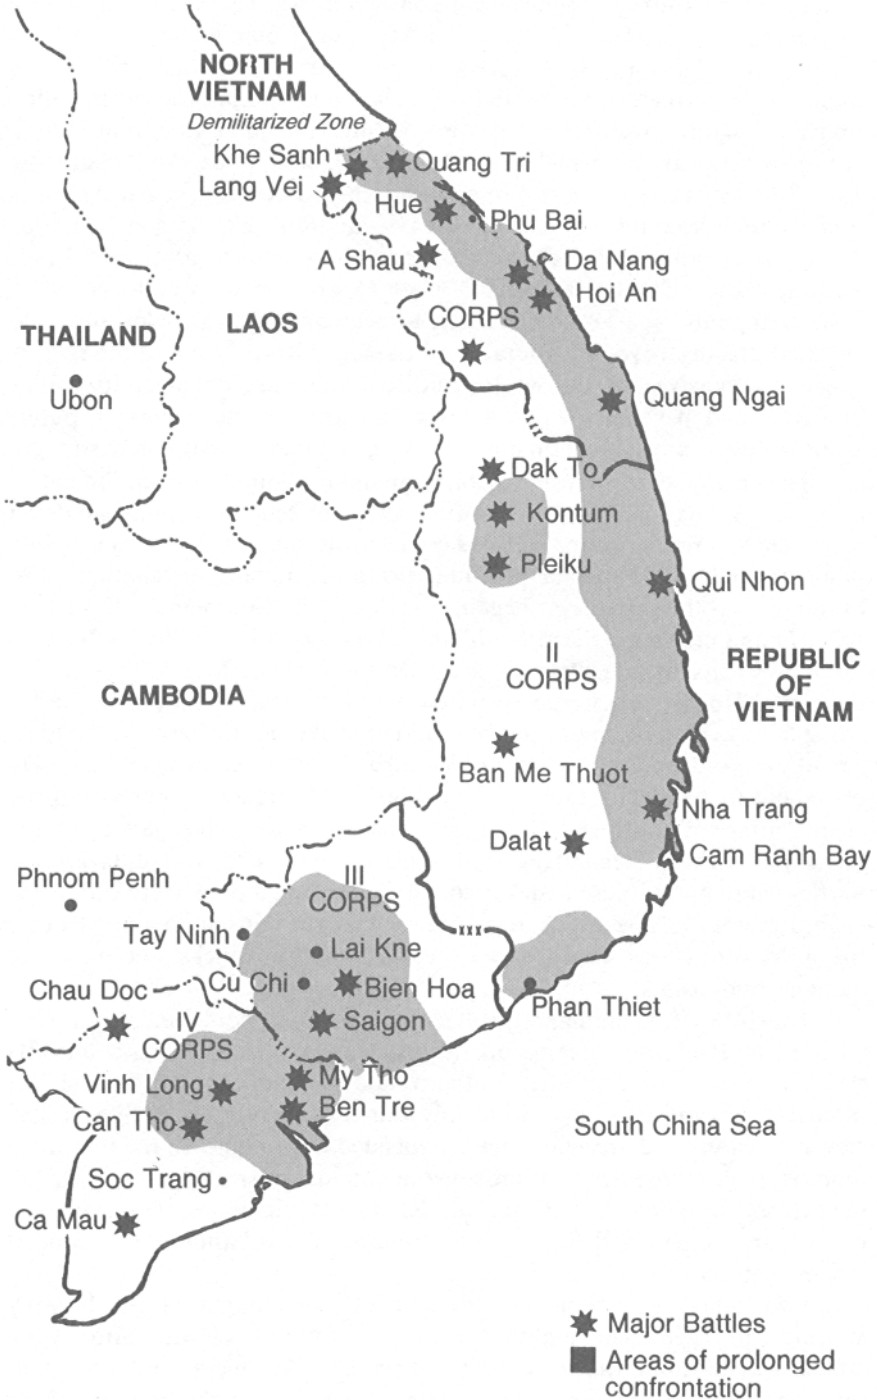 NORTH
VIETNAM
Demilitarized Zone
Khe Sanh
Ouang Tri
Lang Vei
Hue
Phu Bai
A Shau
Da Nang
Hoi An
I
CORPS
THAILAND
LAOS
Ubon
Quang Ngai
Dak To
Kontum
Pleiku
Qui Nhon
II
CORPS
REPUBLIC
OF
VIETNAM
CAMBODIA
Ban Me Thuot
Nha Trang
Dalat
Cam Ranh Bay
Phnom Penh
III
CORPS
Tay Ninh
Lai Kne
Cu Chi
Bien Hoa
Chau Doc
Phan Thiet
IV
CORPS
Saigon
Vinh Long
My Tho
Ben Tre
Can Tho
South China Sea
Soc Trang
Ca Mau
Major Battles
Areas of prolonged
confrontation